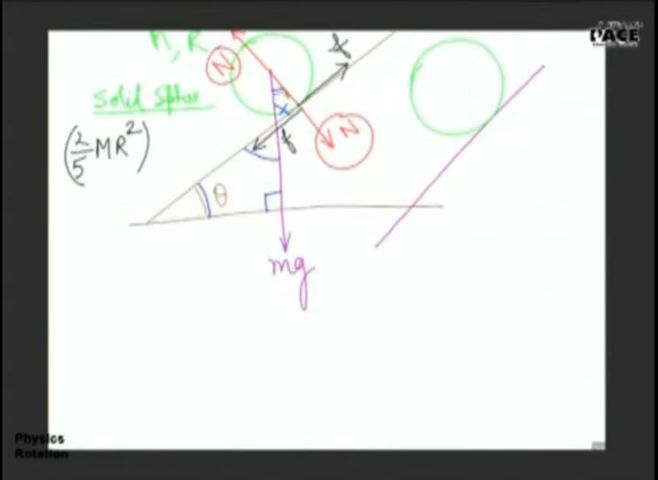 PACE
M, R
N
f
Solid Sphere
x
f
N
(2/5 MR²)
θ
mg
Physics
Rotation